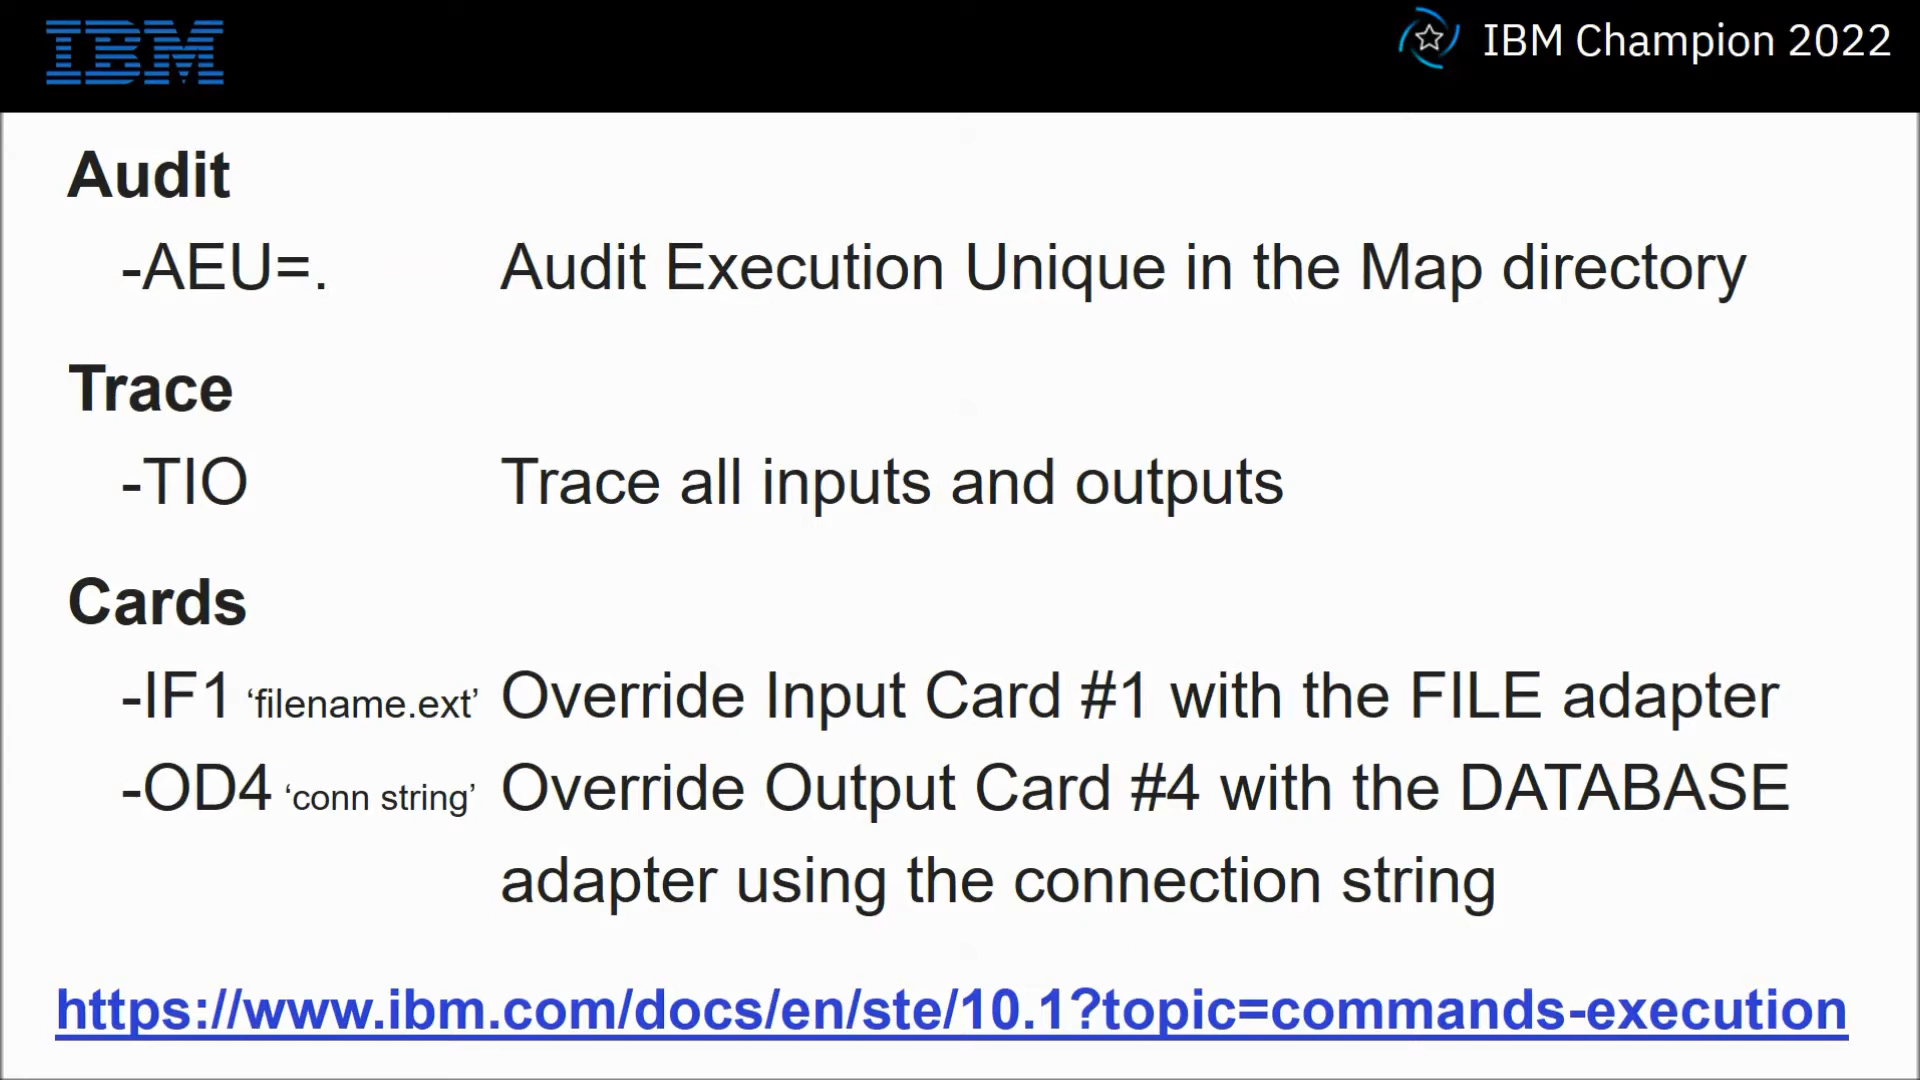 IBM
IBM Champion 2022
Audit
-AEU=. Audit Execution Unique in the Map directory
Trace
-TIO Trace all inputs and outputs
Cards
-IF1 ‘filename.ext’ Override Input Card #1 with the FILE adapter
-OD4 ‘conn string’ Override Output Card #4 with the DATABASE
adapter using the connection string
https://www.ibm.com/docs/en/ste/10.1?topic=commands-execution